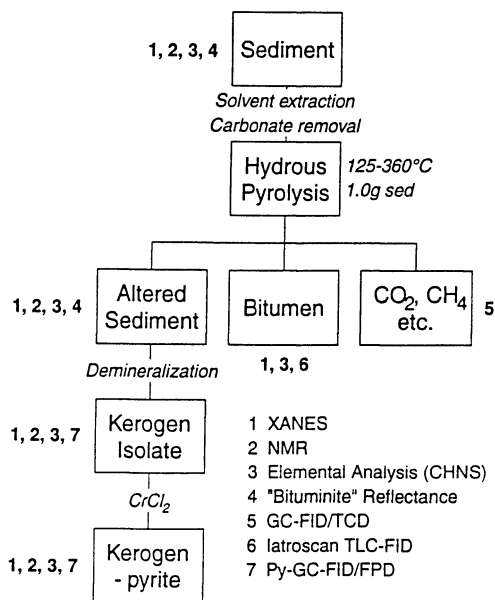 1, 2, 3, 4
Sediment
Solvent extraction
Carbonate removal
Hydrous
Pyrolysis
125-360°C
1.0g sed
1, 2, 3, 4
Altered
Sediment
Bitumen
CO2, CH4
etc.
5
1, 3, 6
Demineralization
1, 2, 3, 7
Kerogen
Isolate
CrCl2
1, 2, 3, 7
Kerogen
- pyrite
1 XANES
2 NMR
3 Elemental Analysis (CHNS)
4 "Bituminite" Reflectance
5 GC-FID/TCD
6 Iatroscan TLC-FID
7 Py-GC-FID/FPD